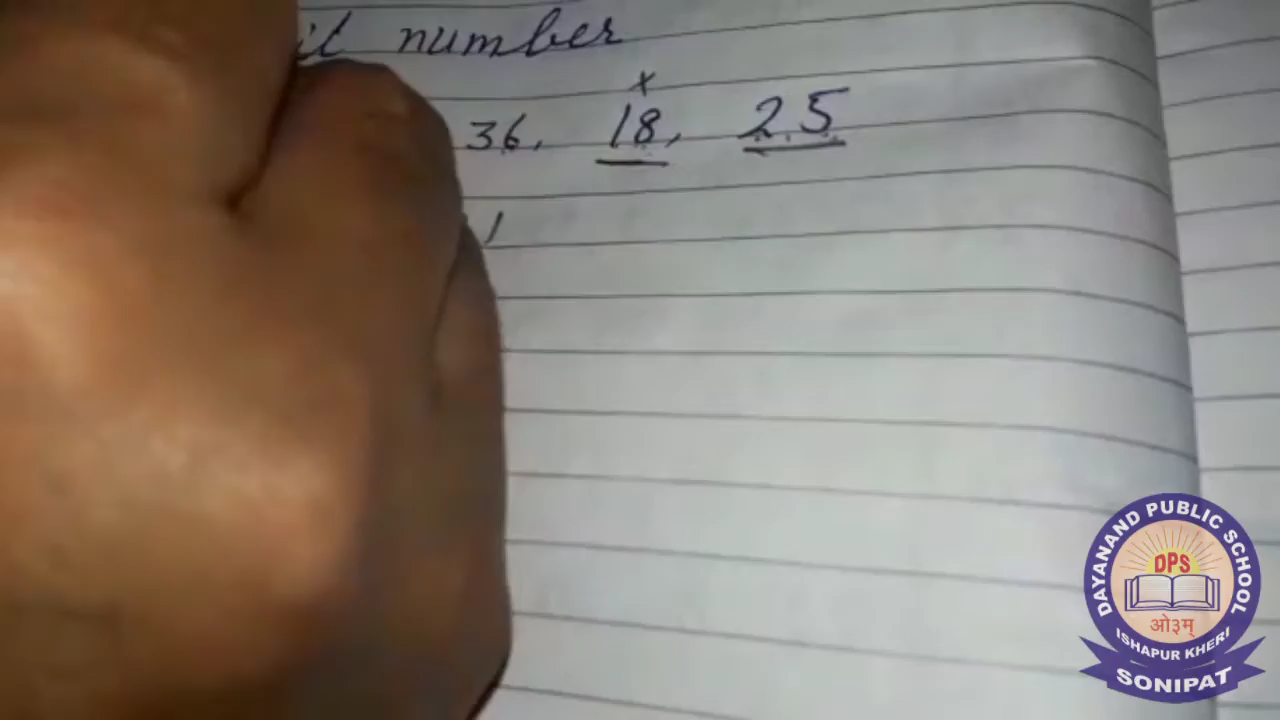 number
36, 18, 25
DAYANAND PUBLIC SCHOOL
DPS
ओ३म्
ISHAPUR KHERI
SONIPAT